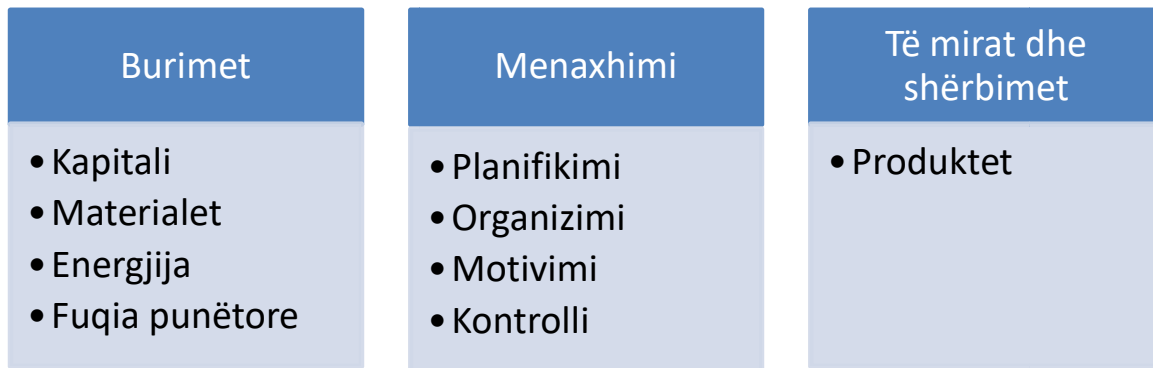 Burimet
• Kapitali
• Materialet
• Energjija
• Fuqia punëtore
Menaxhimi
• Planifikimi
• Organizimi
• Motivimi
• Kontrolli
Të mirat dhe
shërbimet
• Produktet